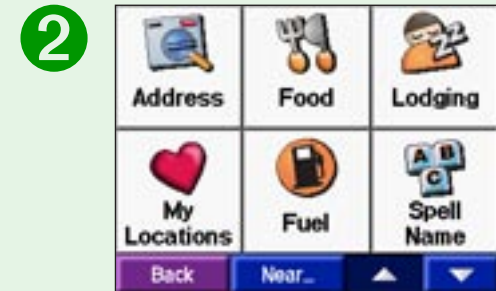 2
Address Food Lodging
My Locations Fuel Spell Name
A B C
Back Near...